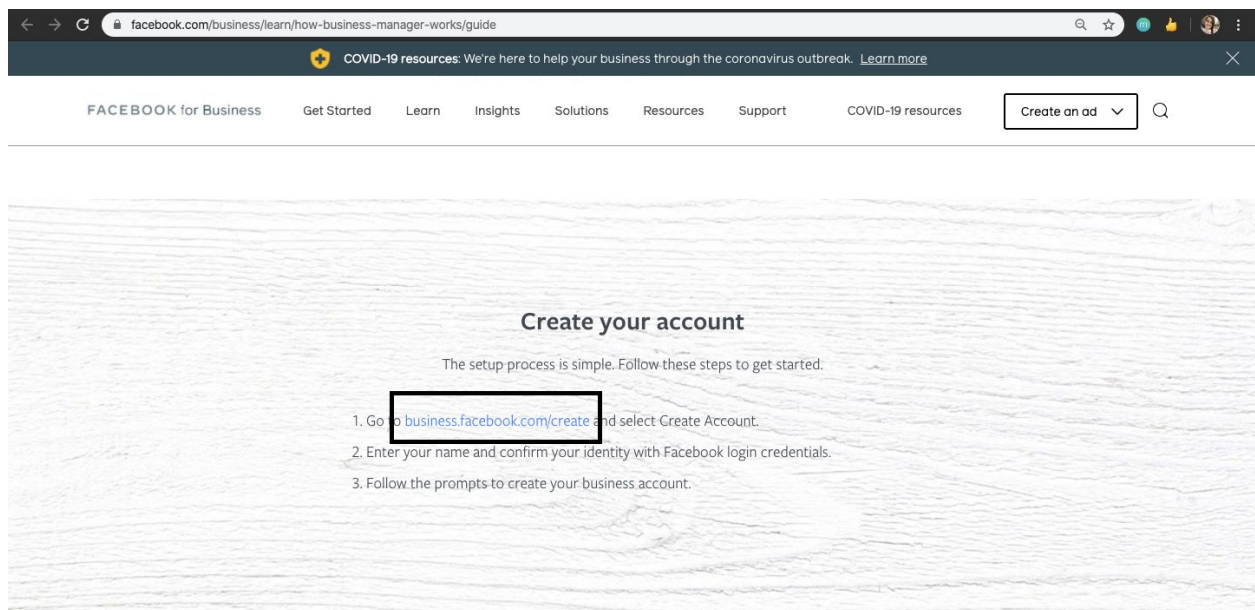 facebook.com/business/learn/how-business-manager-works/guide
m
COVID-19 resources: We're here to help your business through the coronavirus outbreak. Learn more
FACEBOOK for Business Get Started Learn Insights Solutions Resources Support COVID-19 resources Create an ad
Create your account
The setup process is simple. Follow these steps to get started.
1. Go to business.facebook.com/create and select Create Account.
2. Enter your name and confirm your identity with Facebook login credentials.
3. Follow the prompts to create your business account.